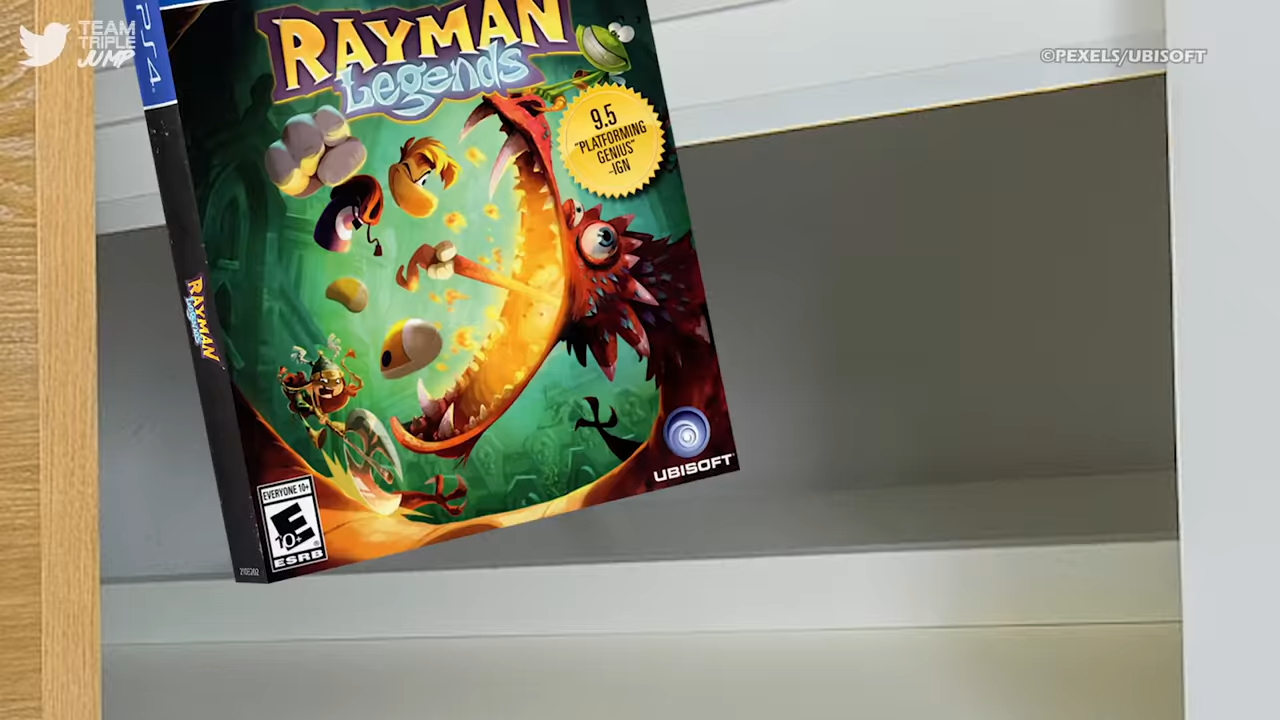 TEAM
TRIPLE
JUMP
©PEXELS/UBISOFT
PS4
RAYMAN
Legends
9.5
"PLATFORMING
GENIUS"
-IGN
RAYMAN
Legends
UBISOFT
EVERYONE 10+
E
10+
ESRB